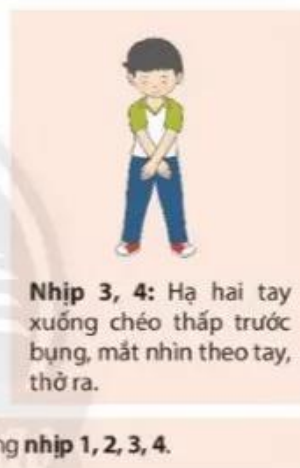 Nhịp 3, 4: Hạ hai tay
xuống chéo thấp trước
bụng, mắt nhìn theo tay,
thở ra.
nhịp 1, 2, 3, 4.